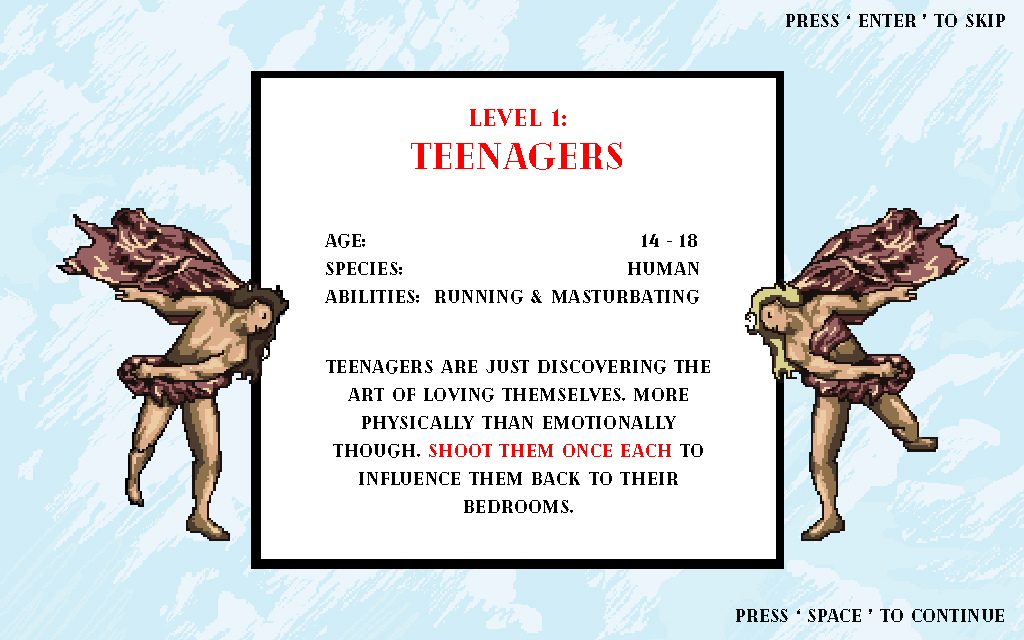 PRESS ' ENTER ' TO SKIP
LEVEL 1:
TEENAGERS
AGE: 14 - 18
SPECIES: HUMAN
ABILITIES: RUNNING & MASTURBATING
TEENAGERS ARE JUST DISCOVERING THE
ART OF LOVING THEMSELVES. MORE
PHYSICALLY THAN EMOTIONALLY
THOUGH. SHOOT THEM ONCE EACH TO
INFLUENCE THEM BACK TO THEIR
BEDROOMS.
PRESS ' SPACE ' TO CONTINUE